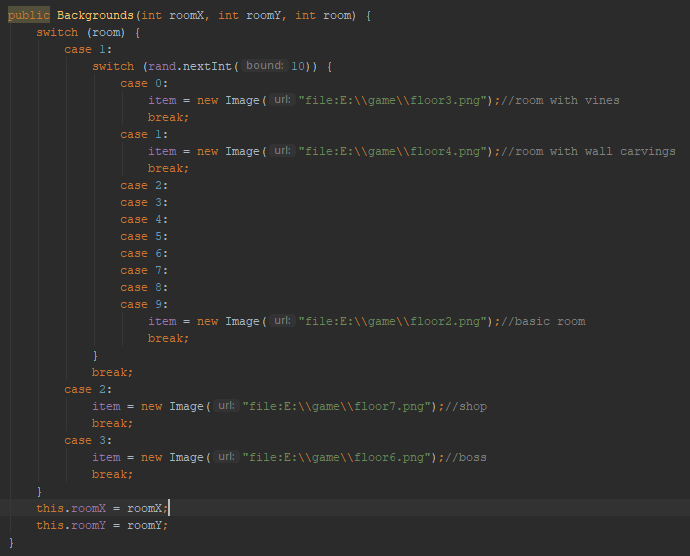 public Backgrounds(int roomX, int roomY, int room) {
switch (room) {
case 1:
switch (rand.nextInt( bound: 10)) {
case 0:
item = new Image( url: "file:E:\\game\\floor3.png");//room with vines
break;
case 1:
item = new Image( url: "file:E:\\game\\floor4.png");//room with wall carvings
break;
case 2:
case 3:
case 4:
case 5:
case 6:
case 7:
case 8:
case 9:
item = new Image( url: "file:E:\\game\\floor2.png");//basic room
break;
}
break;
case 2:
item = new Image( url: "file:E:\\game\\floor7.png");//shop
break;
case 3:
item = new Image( url: "file:E:\\game\\floor6.png");//boss
break;
}
this.roomX = roomX;
this.roomY = roomY;
}